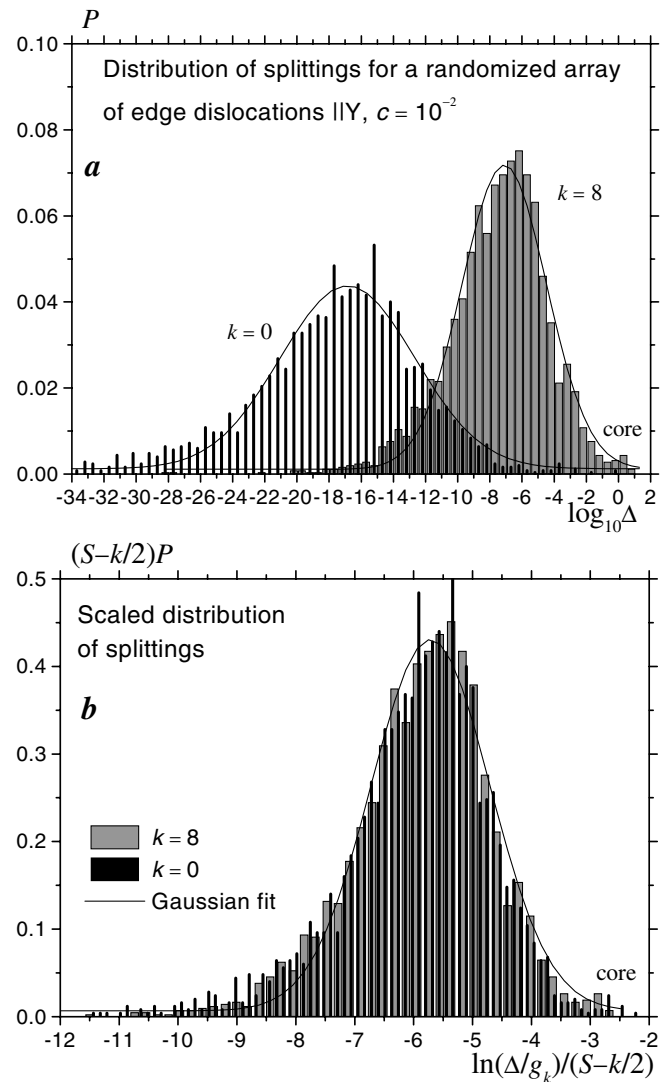 P
0.10
Distribution of splittings for a randomized array
of edge dislocations ||Y, c = 10⁻²
0.08
a
k = 8
0.06
0.04
k = 0
0.02
core
0.00
-34 -32 -30 -28 -26 -24 -22 -20 -18 -16 -14 -12 -10 -8 -6 -4 -2 0 2
log₁₀Δ
(S–k/2)P
0.5
Scaled distribution
of splittings
0.4
b
0.3
k = 8
0.2
k = 0
Gaussian fit
0.1
core
0.0
-12 -11 -10 -9 -8 -7 -6 -5 -4 -3 -2
ln(Δ/gₖ)/(S–k/2)